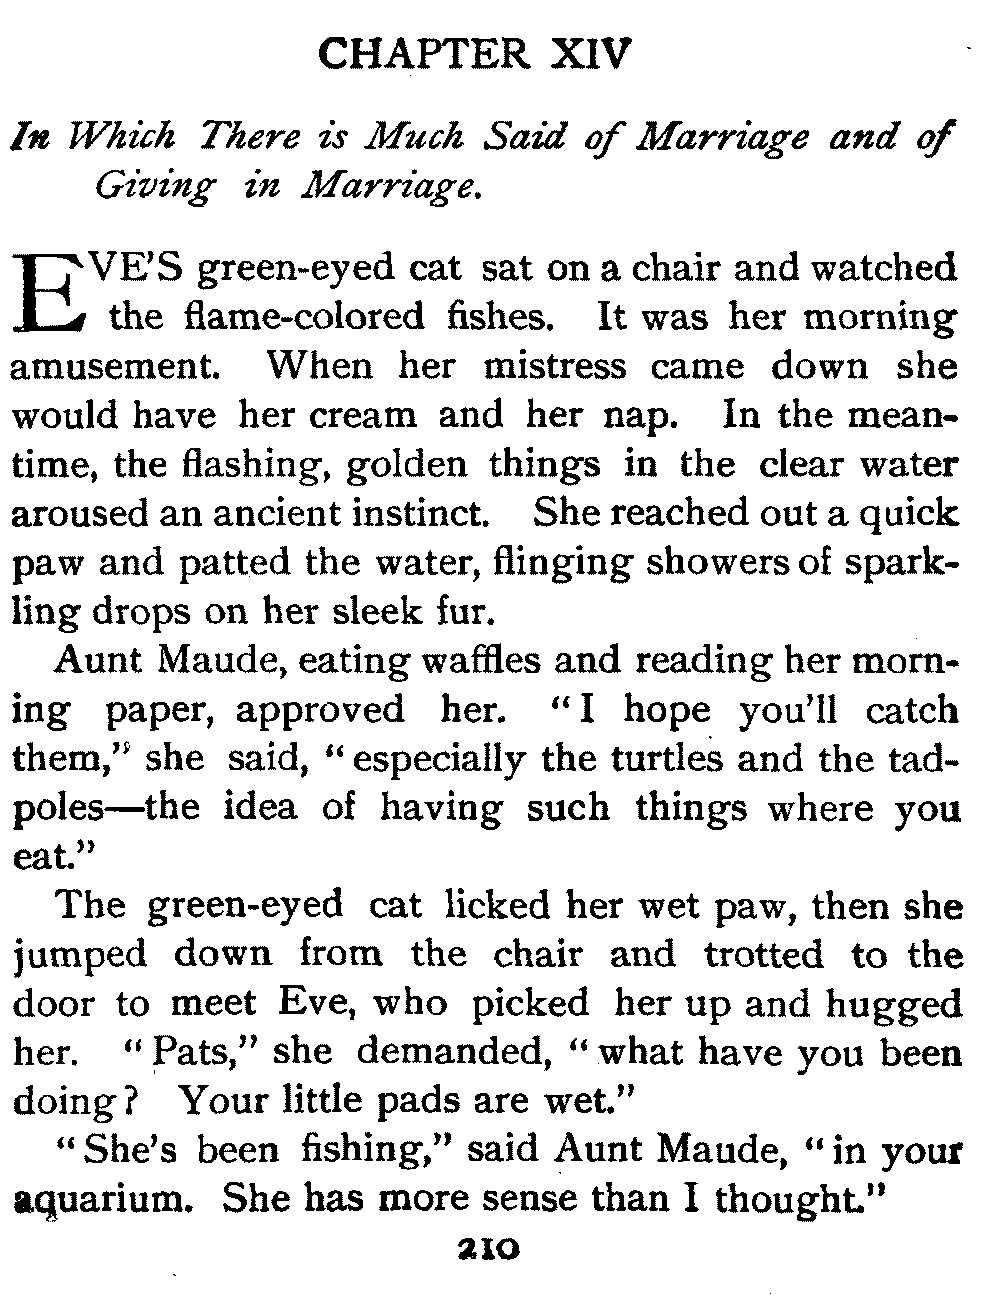 CHAPTER XIV
In Which There is Much Said of Marriage and of
Giving in Marriage.
EVE'S green-eyed cat sat on a chair and watched
the flame-colored fishes. It was her morning
amusement. When her mistress came down she
would have her cream and her nap. In the mean-
time, the flashing, golden things in the clear water
aroused an ancient instinct. She reached out a quick
paw and patted the water, flinging showers of spark-
ling drops on her sleek fur.
Aunt Maude, eating waffles and reading her morn-
ing paper, approved her. "I hope you'll catch
them," she said, "especially the turtles and the tad-
poles—the idea of having such things where you
eat."
The green-eyed cat licked her wet paw, then she
jumped down from the chair and trotted to the
door to meet Eve, who picked her up and hugged
her. "Pats," she demanded, "what have you been
doing? Your little pads are wet."
"She's been fishing," said Aunt Maude, "in your
aquarium. She has more sense than I thought."
210